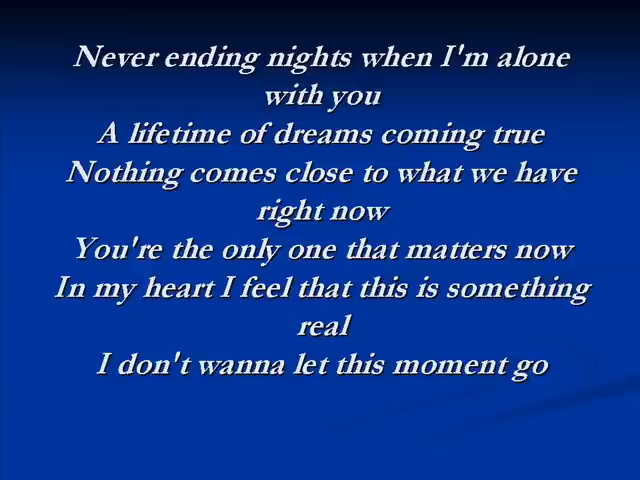 Never ending nights when I'm alone
with you
A lifetime of dreams coming true
Nothing comes close to what we have
right now
You're the only one that matters now
In my heart I feel that this is something
real
I don't wanna let this moment go